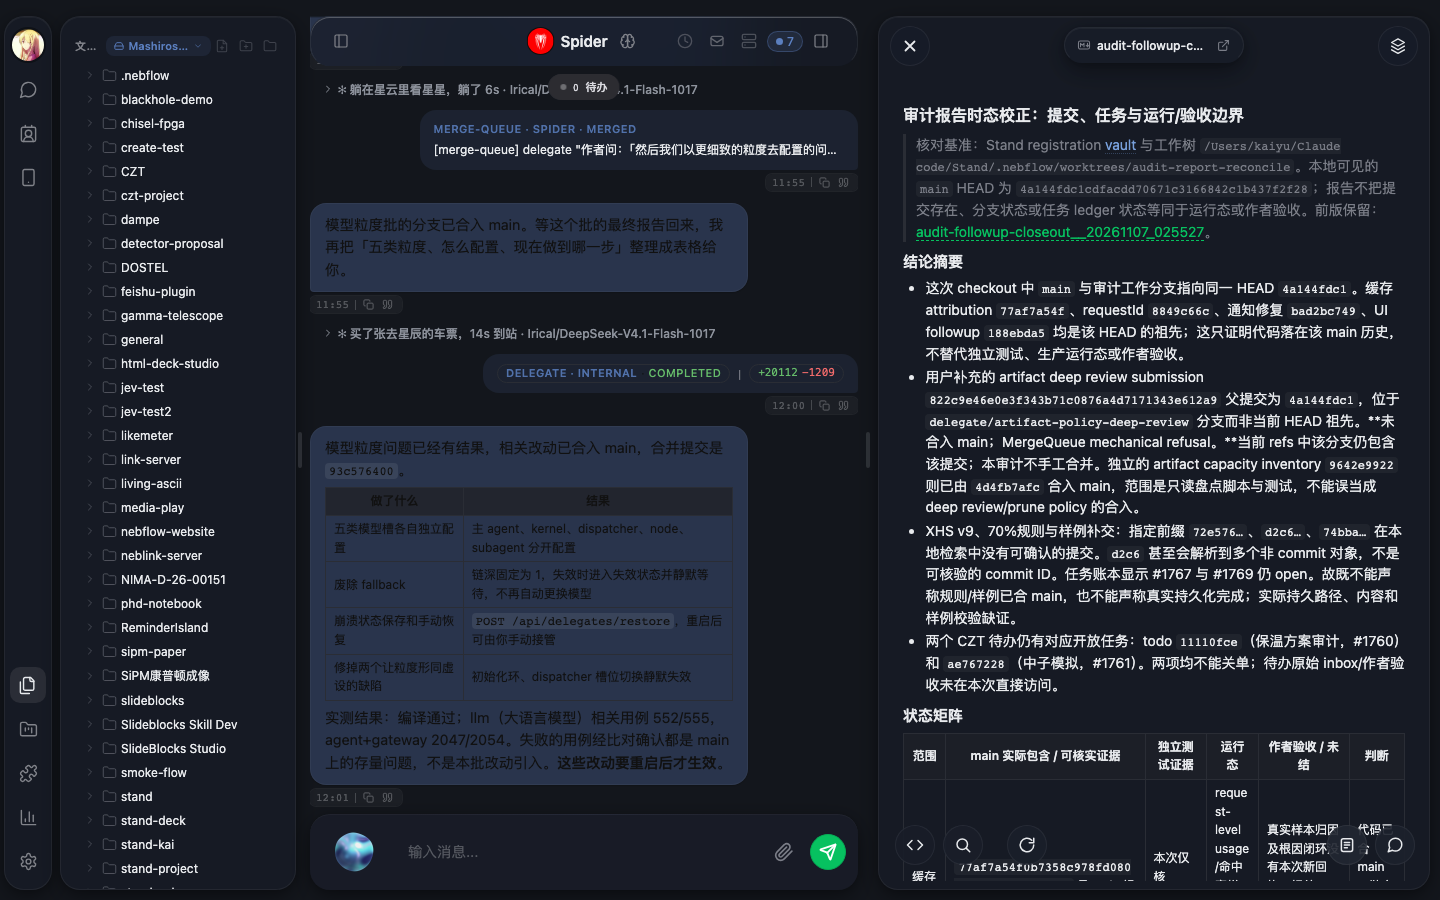 文...
Mashiros...
.nebflow
blackhole-demo
chisel-fpga
create-test
CZT
czt-project
dampe
detector-proposal
DOSTEL
feishu-plugin
gamma-telescope
general
html-deck-studio
jev-test
jev-test2
likemeter
link-server
living-ascii
media-play
nebflow-website
neblink-server
NIMA-D-26-00151
phd-notebook
ReminderIsland
sipm-paper
SiPM康普顿成像
slideblocks
Slideblocks Skill Dev
SlideBlocks Studio
smoke-flow
stand
stand-deck
stand-kai
stand-project
Spider
7
躺在星云里看星星，躺了 6s · lrical/D
.1-Flash-1017
0 待办
MERGE-QUEUE · SPIDER · MERGED
[merge-queue] delegate "作者问：「然后我们以更细致的粒度去配置的问...
11:55
模型粒度批的分支已合入 main。等这个批的最终报告回来，我
再把「五类粒度、怎么配置、现在做到哪一步」整理成表格给
你。
11:55
买了张去星辰的车票，14s 到站 · lrical/DeepSeek-V4.1-Flash-1017
DELEGATE · INTERNAL COMPLETED | +20112 −1209
12:00
模型粒度问题已经有结果，相关改动已合入 main，合并提交是
93c576400 。
做了什么 结果
五类模型槽各自独立配置 主 agent、kernel、dispatcher、node、subagent 分开配置
废除 fallback 链深固定为 1，失效时进入失效状态并静默等待，不再自动更换模型
崩溃状态保存和手动恢复 POST /api/delegates/restore，重启后可由你手动接管
修掉两个让粒度形同虚设的缺陷 初始化环、dispatcher 槽位切换静默失效
实测结果：编译通过；llm（大语言模型）相关用例 552/555，
agent+gateway 2047/2054。失败的用例经比对确认都是 main
上的存量问题，不是本批改动引入。这些改动要重启后才生效。
12:01
输入消息...
audit-followup-c...
审计报告时态校正：提交、任务与运行/验收边界
核对基准：Stand registration vault 与工作树 /Users/kaiyu/Claude
code/Stand/.nebflow/worktrees/audit-report-reconcile 。本地可见的
main HEAD 为 4a144fdc1cdfacdd70671c3166842c1b437f2f28 ；报告不把提
交存在、分支状态或任务 ledger 状态等同于运行态或作者验收。前版保留：
audit-followup-closeout__20261107_025527。
结论摘要
这次 checkout 中 main 与审计工作分支指向同一 HEAD 4a144fdc1 。缓存
attribution 77af7a54f 、requestId 8849c66c 、通知修复 bad2bc749 、UI
followup 188ebda5 均是该 HEAD 的祖先；这只证明代码落在该 main 历史，
不替代独立测试、生产运行态或作者验收。
用户补充的 artifact deep review submission
822c9e46e0e3f343b71c0876a4d7171343e612a9 父提交为 4a144fdc1 ，位于
delegate/artifact-policy-deep-review 分支而非当前 HEAD 祖先。**未
合入 main；MergeQueue mechanical refusal。**当前 refs 中该分支仍包含
该提交；本审计不手工合并。独立的 artifact capacity inventory 9642e9922
则已由 4d4fb7afc 合入 main，范围是只读盘点脚本与测试，不能误当成
deep review/prune policy 的合入。
XHS v9、70%规则与样例补交：指定前缀 72e576… 、 d2c6… 、 74bba… 在本
地检索中没有可确认的提交。 d2c6 甚至会解析到多个非 commit 对象，不是
可核验的 commit ID。任务账本显示 #1767 与 #1769 仍 open。故既不能声
称规则/样例已合 main，也不能声称真实持久化完成；实际持久路径、内容和
样例校验缺证。
两个 CZT 待办仍有对应开放任务：todo 11110fce （保温方案审计，#1760）
和 ae767228 （中子模拟，#1761）。两项均不能关单；待办原始 inbox/作者验
收未在本次直接访问。
状态矩阵
范围 main 实际包含 / 可核实证据 独立测试证据 运行态 作者验收 / 未结 判断
缓存
77af7a54f0b7358c978fd080
本次仅
核
reque
st-
level
usage
/命中
真实样本归因
及根因闭环
有本次新回
代码已
合
main